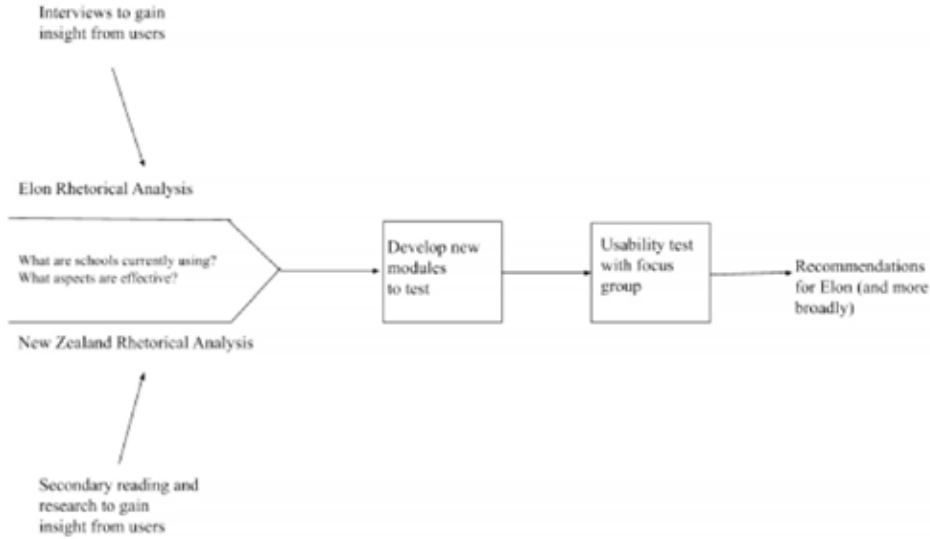 Interviews to gain
insight from users
Elon Rhetorical Analysis
What are schools currently using?
What aspects are effective?
New Zealand Rhetorical Analysis
Secondary reading and
research to gain
insight from users
Develop new
modules
to test
Usability test
with focus
group
Recommendations
for Elon (and more
broadly)